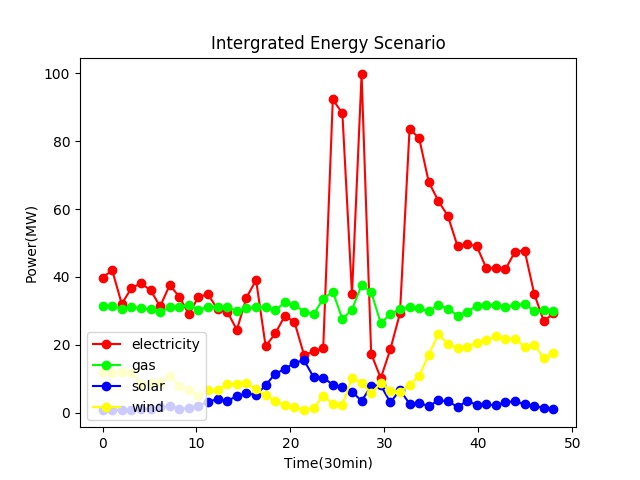 Intergrated Energy Scenario
Power(MW)
100
80
60
40
20
0
electricity
gas
solar
wind
0 10 20 30 40 50
Time(30min)